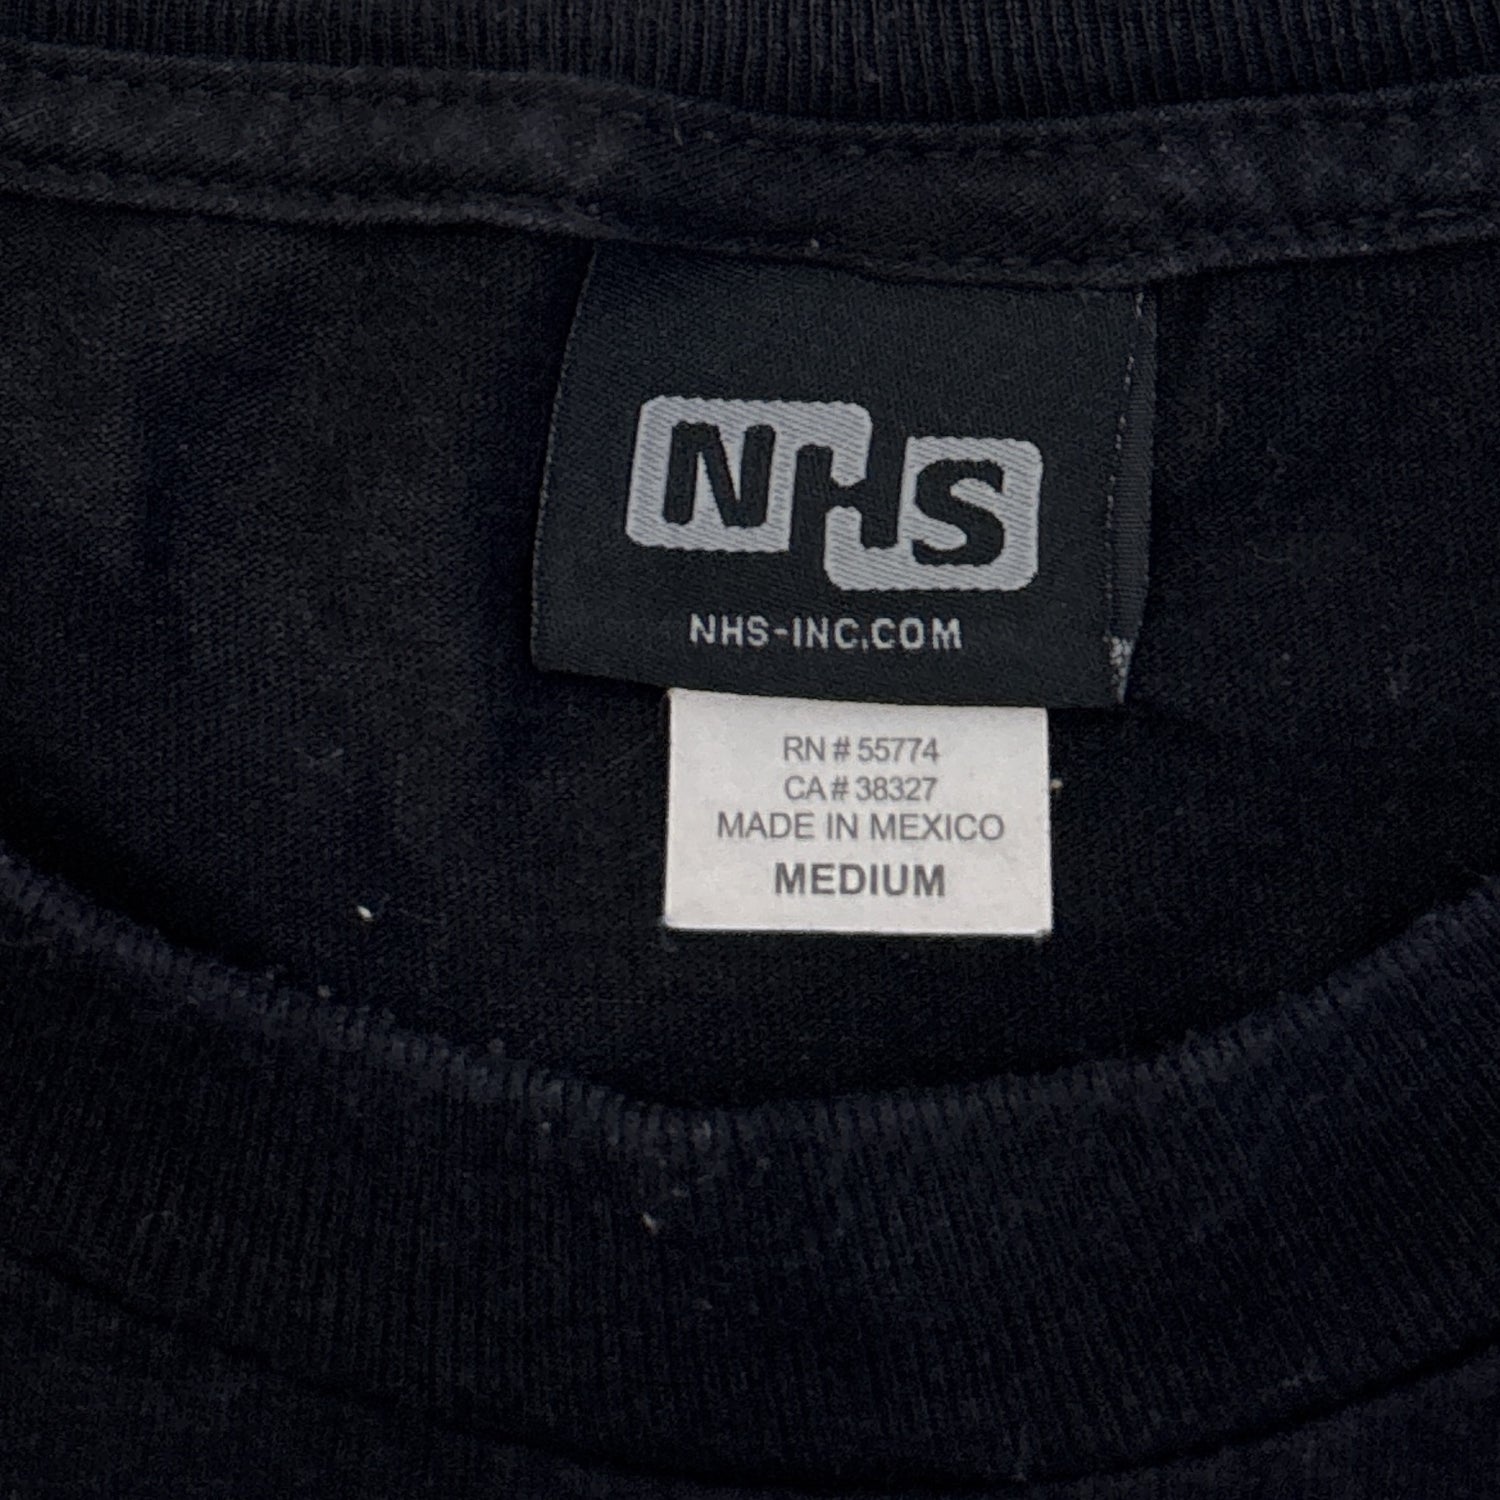 NHS
NHS-INC.COM
RN # 55774
CA # 38327
MADE IN MEXICO
MEDIUM